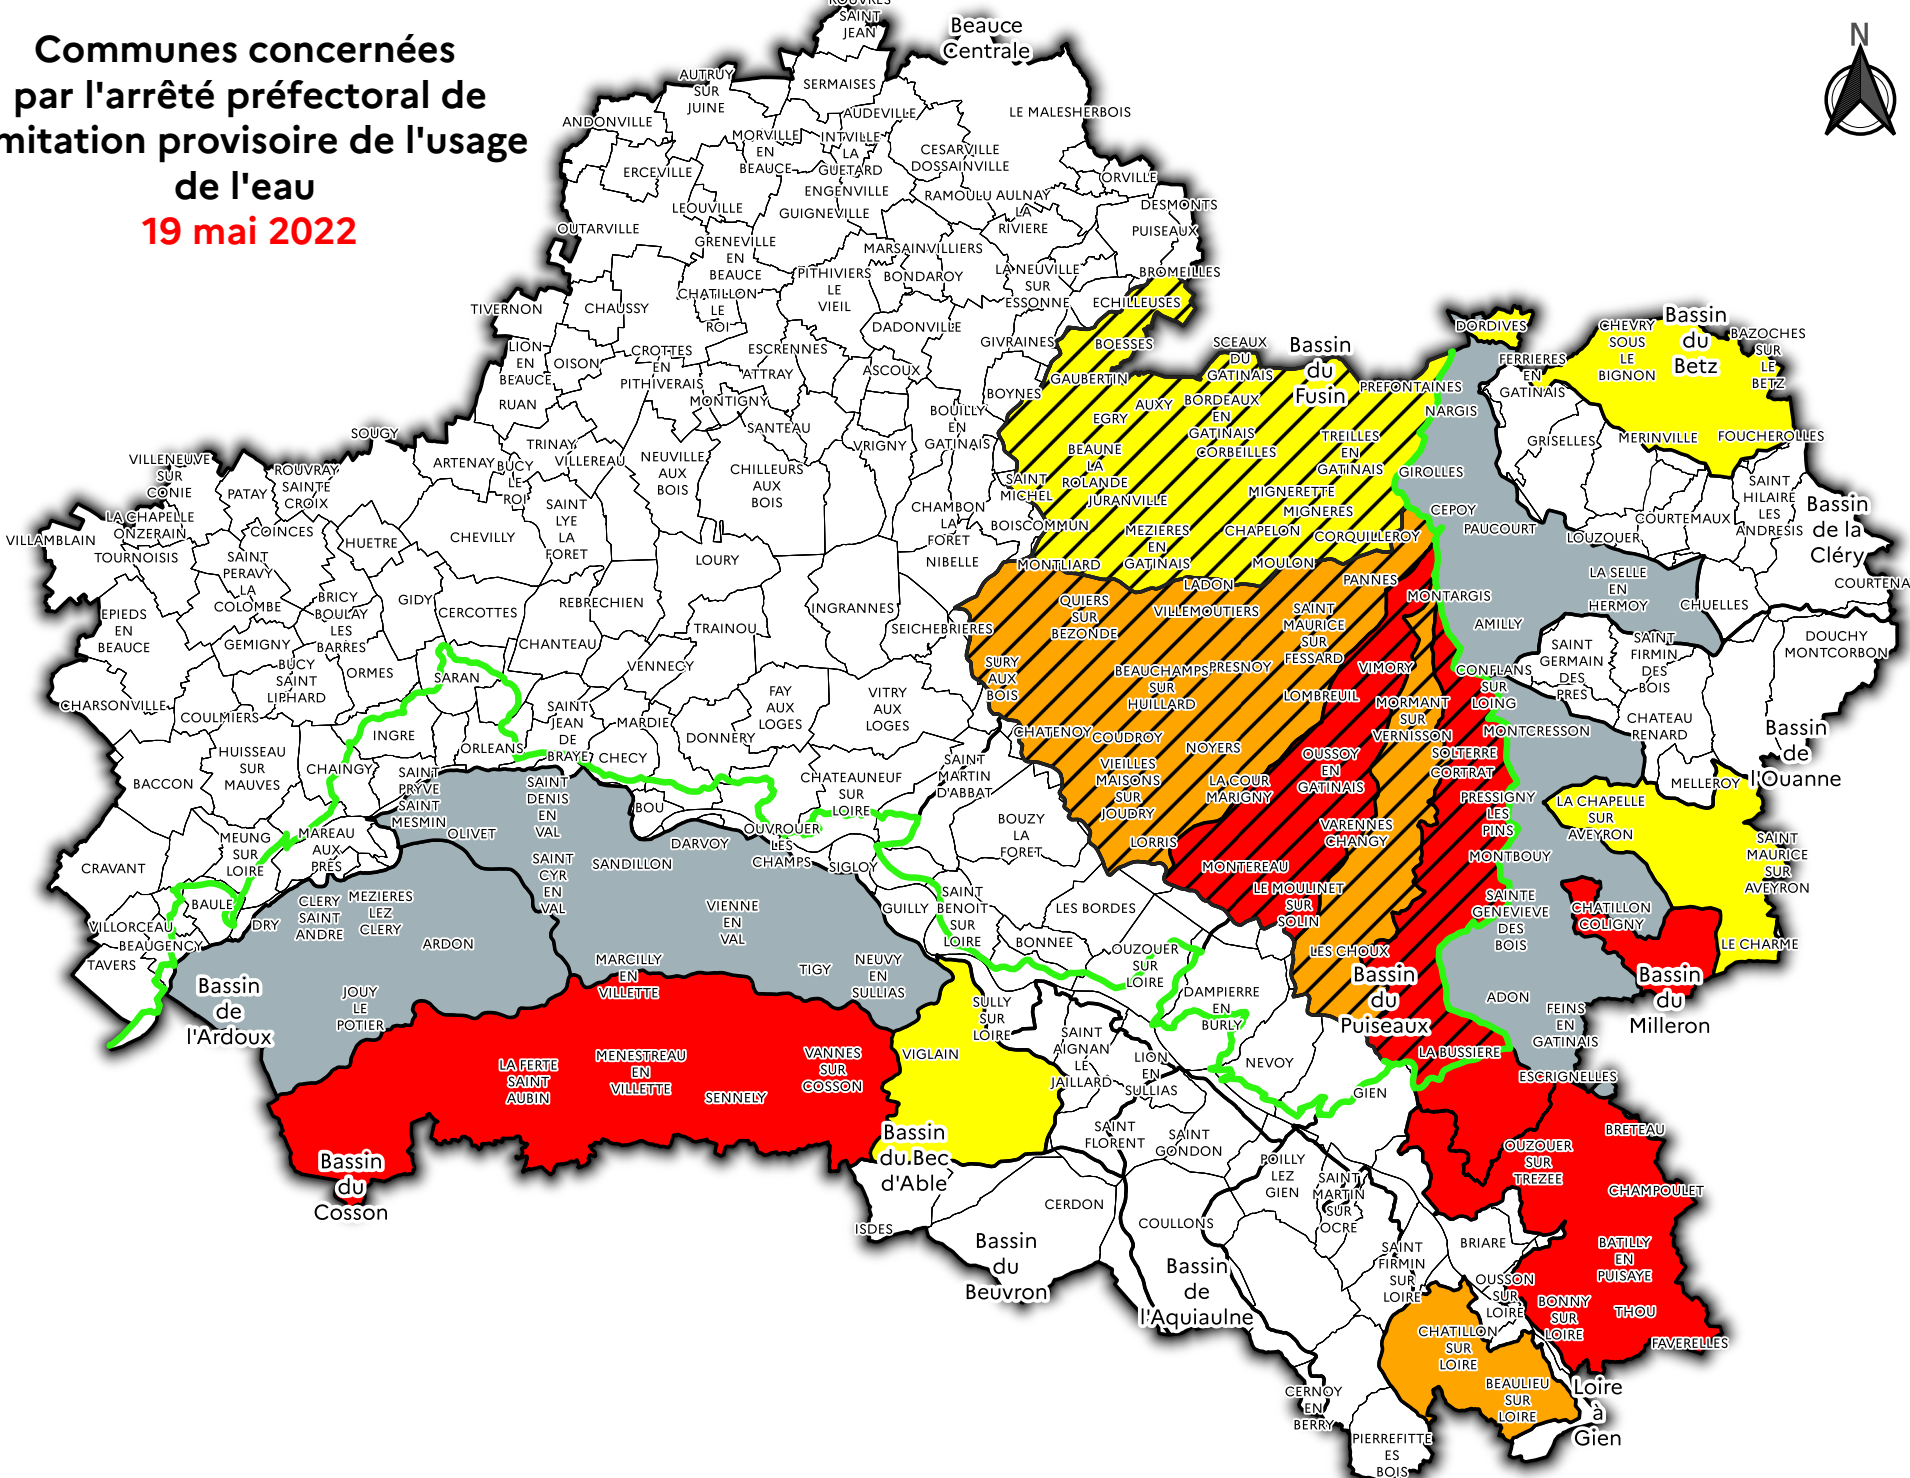 Communes concernées
par l'arrêté préfectoral de
mitation provisoire de l'usage
de l'eau
19 mai 2022
N
Beauce
Centrale
ROUVRES
SAINT
JEAN
SERMAISES
AUTRUY
SUR
JUINE
ANDONVILLE
AUDEVILLE
LE MALESHERBOIS
MORVILLE
EN
BEAUCE
INTVILLE
LA
GUETARD
CESARVILLE
DOSSAINVILLE
ERCEVILLE
ORVILLE
ENGENVILLE
RAMOULU
AULNAY
LA
RIVIERE
DESMONTS
LEOUVILLE
GUIGNEVILLE
OUTARVILLE
PUISEAUX
GRENEVILLE
EN
BEAUCE
MARSAINVILLIERS
PITHIVIERS
LE
VIEIL
BONDAROY
LA NEUVILLE
SUR
ESSONNE
BROMEILLES
ECHILLEUSES
TIVERNON
CHAUSSY
CHATILLON
LE
ROI
DADONVILLE
GIVRAINES
BOESSES
SCEAUX
DU
GATINAIS
Bassin
du
Fusin
DORDIVES
CHEVRY
SOUS
LE
BIGNON
Bassin
du
Betz
BAZOCHES
SUR
LE
BETZ
LION
EN
BEAUCE
OISON
CROTTES
EN
PITHIVERAIS
ESCRENNES
ATTRAY
ASCOUX
GAUBERTIN
PREFONTAINES
FERRIERES
EN
GATINAIS
RUAN
MONTIGNY
BOYNES
BOUILLY
EN
GATINAIS
EGRY
AUXY
BORDEAUX
EN
GATINAIS
NARGIS
SOUGY
SANTEAU
VRIGNY
TRINAY
VILLEREAU
BEAUNE
LA
ROLANDE
CORBEILLES
TREILLES
EN
GATINAIS
GRISELLES
MERINVILLE
FOUCHEROLLES
VILLENEUVE
SUR
CONIE
ROUVRAY
SAINTE
CROIX
PATAY
ARTENAY
BUCY
LE
ROI
NEUVILLE
AUX
BOIS
CHILLEURS
AUX
BOIS
SAINT
MICHEL
JURANVILLE
MIGNERETTE
MIGNERES
GIROLLES
SAINT
HILAIRE
LES
ANDRESIS
Bassin
de la
Cléry
VILLAMBLAIN
LA CHAPELLE
ONZERAIN
TOURNOISIS
COINCES
HUETRE
CHEVILLY
SAINT
LYE
LA
FORET
CHAMBON
LA
FORET
BOISCOMMUN
MEZIERES
EN
GATINAIS
CHAPELON
CORQUILLEROY
CEPOY
PAUCOURT
COURTEMAUX
LOUZOUER
SAINT
PERAVY
LA
COLOMBE
LOURY
NIBELLE
MONTLIARD
LADON
MOULON
PANNES
LA SELLE
EN
HERMOY
COURTENA
CHUELLES
EPIEDS
EN
BEAUCE
BRICY
BOULAY
LES
BARRES
GIDY
CERCOTTES
REBRECHIEN
INGRANNES
SEICHEBRIERES
QUIERS
SUR
BEZONDE
VILLEMOUTIERS
SAINT
MAURICE
SUR
FESSARD
MONTARGIS
AMILLY
GEMIGNY
BUCY
SAINT
LIPHARD
ORMES
CHANTEAU
TRAINOU
VENNECY
SURY
AUX
BOIS
BEAUCHAMPS
SUR
HUILLARD
PRESNOY
LOMBREUIL
VIMORY
CONFLANS
SUR
LOING
SAINT
GERMAIN
DES
PRES
SAINT
FIRMIN
DES
BOIS
DOUCHY
MONTCORBON
CHARSONVILLE
COULMIERS
SARAN
FAY
AUX
LOGES
VITRY
AUX
LOGES
MORMANT
SUR
VERNISSON
CHATEAU
RENARD
Bassin
de
l'Ouanne
HUISSEAU
SUR
MAUVES
INGRE
ORLEANS
SAINT
JEAN
DE
BRAYE
MARDIE
CHECY
DONNERY
CHATENOY
COUDROY
NOYERS
OUSSOY
EN
GATINAIS
SOLTERRE
CORTRAT
MONTCRESSON
MELLEROY
BACCON
CHAINGY
SAINT
PRYVE
SAINT
MESMIN
SAINT
DENIS
EN
VAL
CHATEAUNEUF
SUR
LOIRE
SAINT
MARTIN
D'ABBAT
VIEILLES
MAISONS
SUR
JOUDRY
LA COUR
MARIGNY
PRESSIGNY
LES
PINS
LA CHAPELLE
SUR
AVEYRON
BOU
OLIVET
DARVOY
OUVROUER
LES
CHAMPS
BOUZY
LA
FORET
LORRIS
VARENNES
CHANGY
MONTBOUY
SAINT
MAURICE
SUR
AVEYRON
CRAVANT
MEUNG
SUR
LOIRE
MAREAU
AUX
PRÉS
SAINT
CYR
EN
VAL
SANDILLON
SIGLOY
MONTEREAU
LE MOULINET
SUR
SOLIN
SAINTE
GENEVIEVE
DES
BOIS
CHATILLON
COLIGNY
VILLORCEAU
BAULE
DRY
CLERY
SAINT
ANDRE
MEZIERES
LEZ
CLERY
VIENNE
EN
VAL
GUILLY
SAINT
BENOIT
SUR
LOIRE
LES BORDES
BEAUGENCY
TAVERS
ARDON
BONNEE
OUZOUER
SUR
LOIRE
LES CHOUX
LE CHARME
Bassin
de
l'Ardoux
JOUY
LE
POTIER
MARCILLY
EN
VILLETTE
TIGY
NEUVY
EN
SULLIAS
SULLY
SUR
LOIRE
DAMPIERRE
EN
BURLY
Bassin
du
Puiseaux
ADON
FEINS
EN
GATINAIS
Bassin
du
Milleron
LA FERTE
SAINT
AUBIN
MENESTREAU
EN
VILLETTE
SENNELY
VANNES
SUR
COSSON
VIGLAIN
SAINT
AIGNAN
LE
JAILLARD
LION
EN
SULLIAS
NEVOY
GIEN
LA BUSSIERE
ESCRIGNELLES
Bassin
du
Cosson
Bassin
du Bec
d'Able
SAINT
FLORENT
SAINT
GONDON
POILLY
LEZ
GIEN
SAINT
MARTIN
SUR
OCRE
OUZOUER
SUR
TREZEE
BRETEAU
CHAMPOULET
ISDES
CERDON
COULLONS
Bassin
du
Beuvron
Bassin
de
l'Aquiaulne
SAINT
FIRMIN
SUR
LOIRE
BRIARE
OUSSON
SUR
LOIRE
BATILLY
EN
PUISAYE
BONNY
SUR
LOIRE
THOU
FAVERELLES
CHATILLON
SUR
LOIRE
BEAULIEU
SUR
LOIRE
Loire
à
Gien
CERNOY
EN
BERRY
PIERREFITTE
ES
BOIS